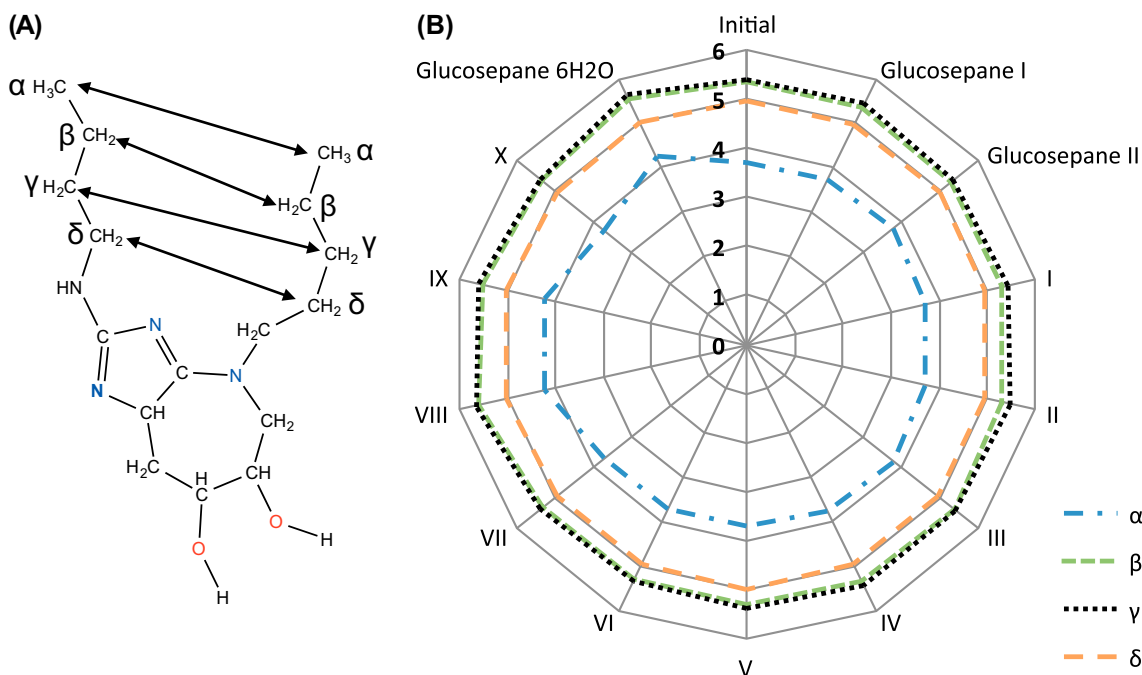 (A)
α H₃C
β CH₂
γ H₂C
δ CH₂
CH₃ α
H₂C β
CH₂ γ
CH₂ δ
HN
H₂C
C
N
N
C
N
CH
CH₂
H₂C
H
C
CH
O
H
O
H
(B)
Initial
Glucosepane 6H2O
Glucosepane I
X
Glucosepane II
IX
I
VIII
II
VII
III
VI
IV
V
6
5
4
3
2
1
0
α
β
γ
δ